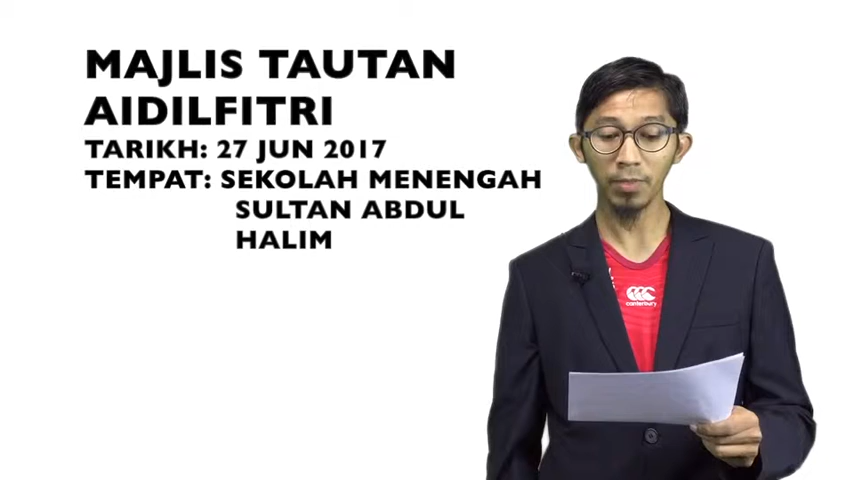 MAJLIS TAUTAN
AIDILFITRI
TARIKH: 27 JUN 2017
TEMPAT: SEKOLAH MENENGAH
SULTAN ABDUL
HALIM
canterbury